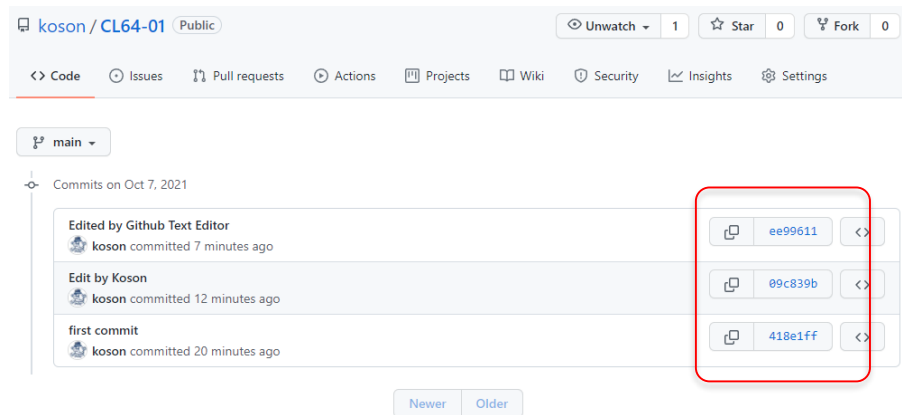 koson / CL64-01 Public Unwatch 1 Star 0 Fork 0
Code Issues Pull requests Actions Projects Wiki Security Insights Settings
main
Commits on Oct 7, 2021
Edited by Github Text Editor
koson committed 7 minutes ago ee99611
Edit by Koson
koson committed 12 minutes ago 09c839b
first commit
koson committed 20 minutes ago 418e1ff
Newer Older